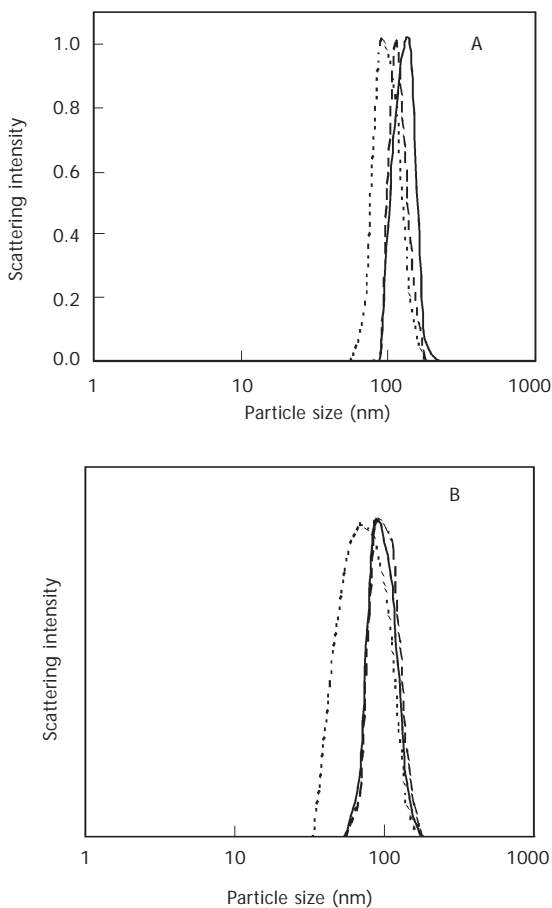 A
1.0
0.8
0.6
0.4
0.2
0.0
Scattering intensity
1 10 100 1000
Particle size (nm)
B
Scattering intensity
1 10 100 1000
Particle size (nm)